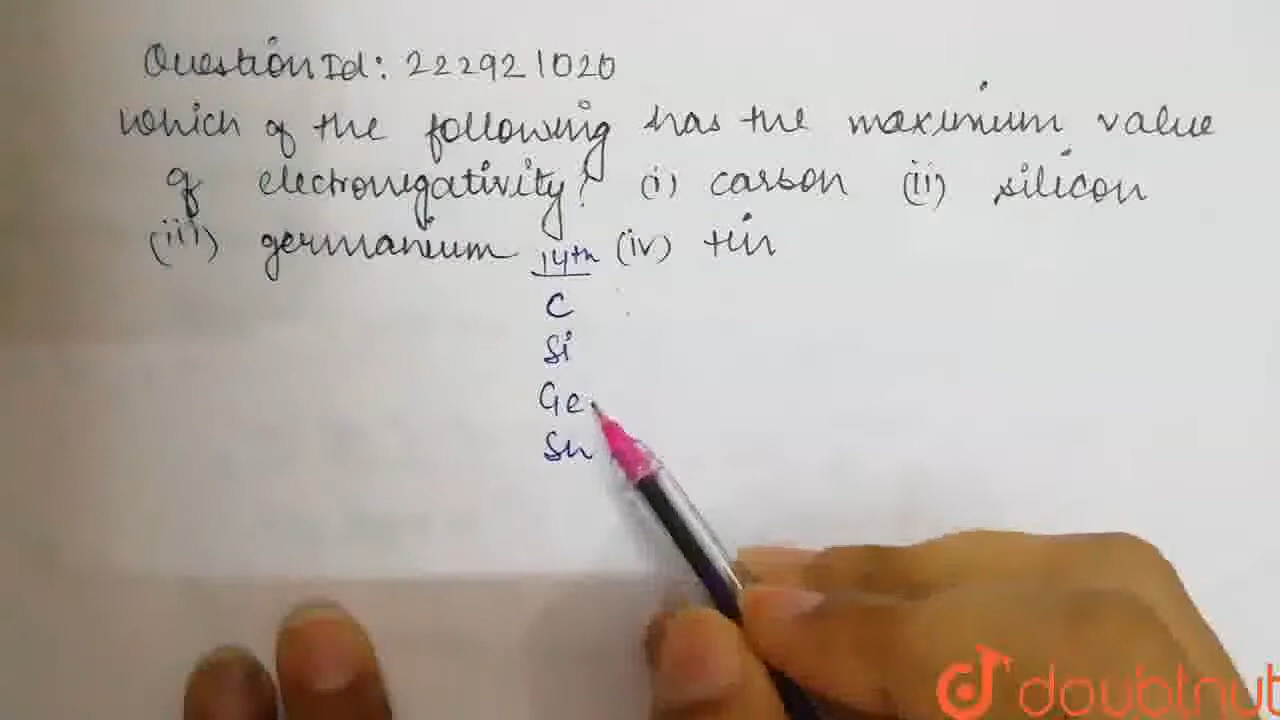 Question Id: 222921020
which of the following has the maximum value
of electronegativity? (i) carbon (ii) silicon
(iii) germanium (iv) tin
14th
C
Si
Ge
Sn
doubtnut